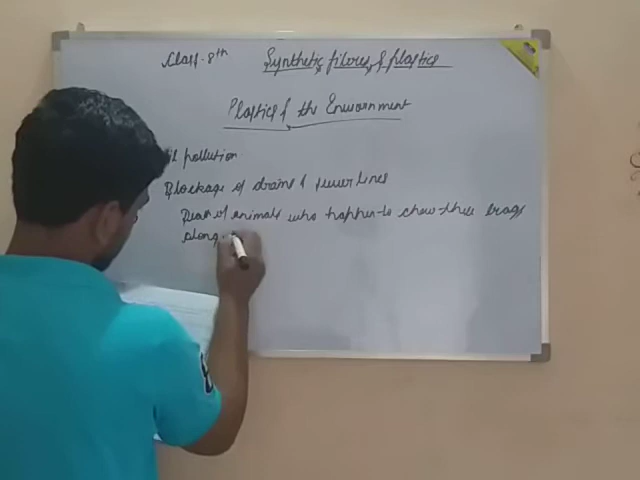 Class-8th Synthetic fibres & plastics
Plastics & the Enviornment
pollution
Blockage of drains & sewer lines
Death of animals who happen to chew these bags
along